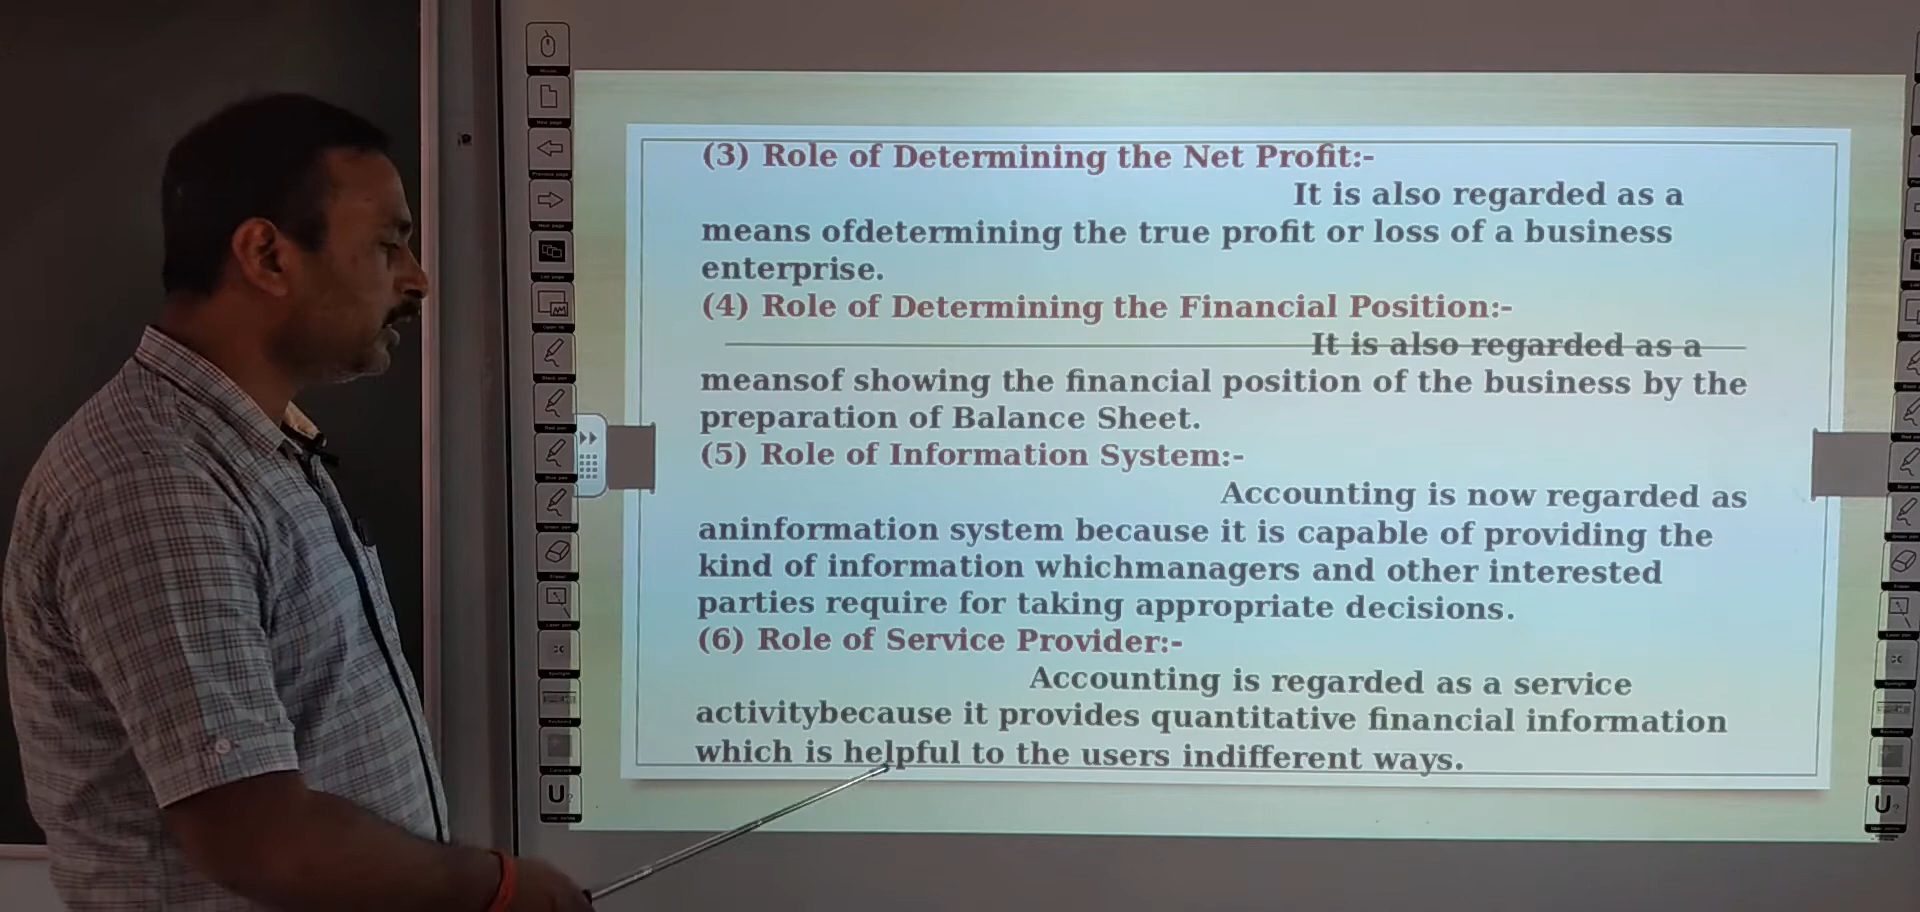 (3) Role of Determining the Net Profit:-
It is also regarded as a
means ofdetermining the true profit or loss of a business
enterprise.
(4) Role of Determining the Financial Position:-
It is also regarded as a
meansof showing the financial position of the business by the
preparation of Balance Sheet.
(5) Role of Information System:-
Accounting is now regarded as
aninformation system because it is capable of providing the
kind of information whichmanagers and other interested
parties require for taking appropriate decisions.
(6) Role of Service Provider:-
Accounting is regarded as a service
activitybecause it provides quantitative financial information
which is helpful to the users indifferent ways.